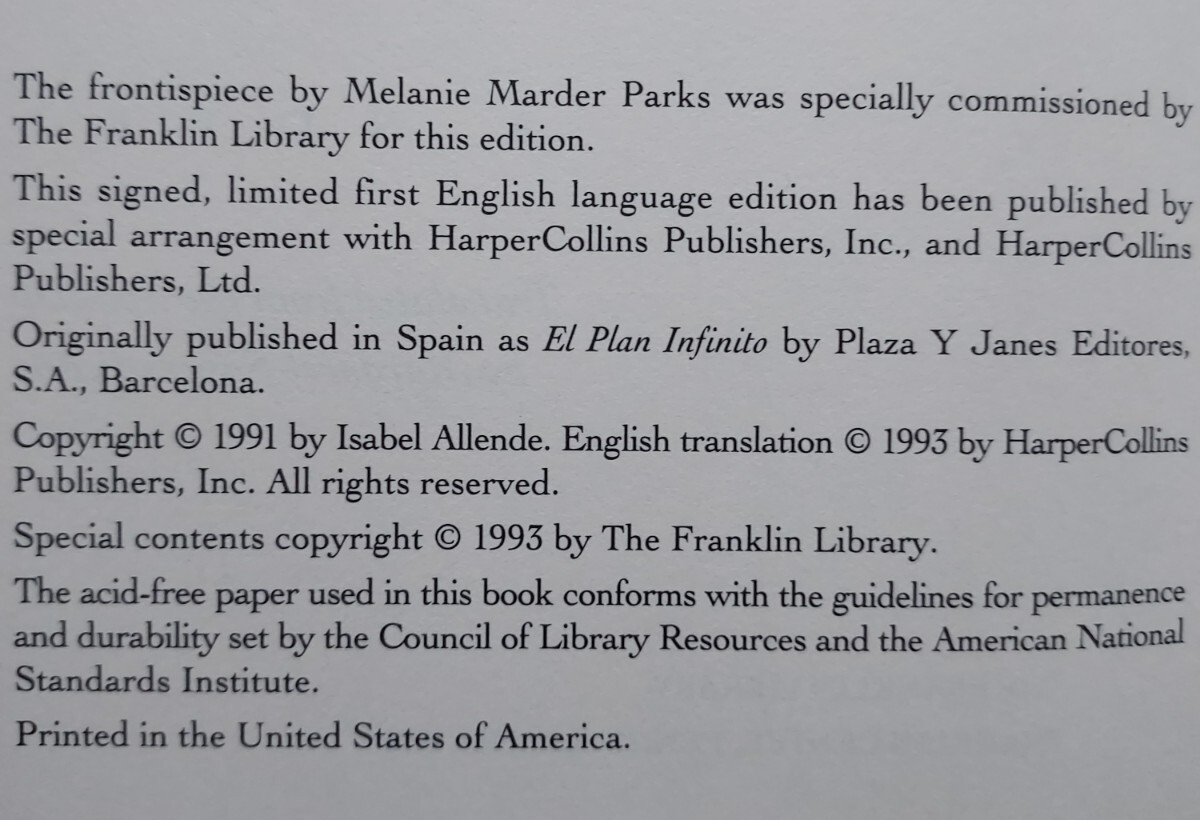 The frontispiece by Melanie Marder Parks was specially commissioned by
The Franklin Library for this edition.
This signed, limited first English language edition has been published by
special arrangement with HarperCollins Publishers, Inc., and HarperCollins
Publishers, Ltd.
Originally published in Spain as El Plan Infinito by Plaza Y Janes Editores,
S.A., Barcelona.
Copyright © 1991 by Isabel Allende. English translation © 1993 by HarperCollins
Publishers, Inc. All rights reserved.
Special contents copyright © 1993 by The Franklin Library.
The acid-free paper used in this book conforms with the guidelines for permanence
and durability set by the Council of Library Resources and the American National
Standards Institute.
Printed in the United States of America.